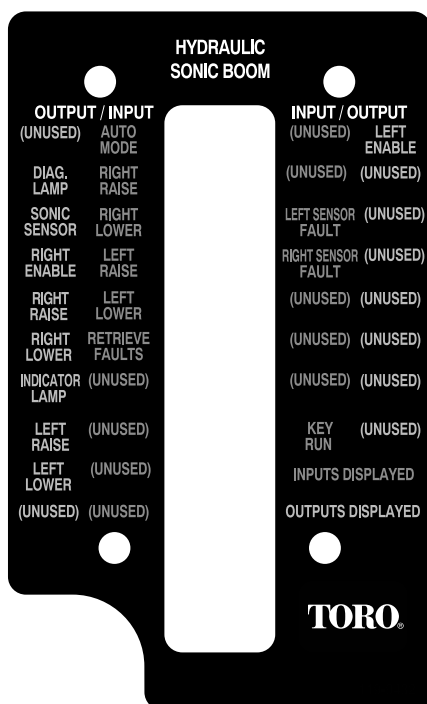 HYDRAULIC
SONIC BOOM
OUTPUT / INPUT
(UNUSED) AUTO
MODE
DIAG. RIGHT
LAMP RAISE
SONIC RIGHT
SENSOR LOWER
RIGHT LEFT
ENABLE RAISE
RIGHT LEFT
RAISE LOWER
RIGHT RETRIEVE
LOWER FAULTS
INDICATOR (UNUSED)
LAMP
LEFT (UNUSED)
RAISE
LEFT (UNUSED)
LOWER
(UNUSED) (UNUSED)
INPUT / OUTPUT
(UNUSED) LEFT
ENABLE
(UNUSED) (UNUSED)
LEFT SENSOR (UNUSED)
FAULT
RIGHT SENSOR (UNUSED)
FAULT
(UNUSED) (UNUSED)
(UNUSED) (UNUSED)
(UNUSED) (UNUSED)
KEY (UNUSED)
RUN
INPUTS DISPLAYED
OUTPUTS DISPLAYED
TORO®